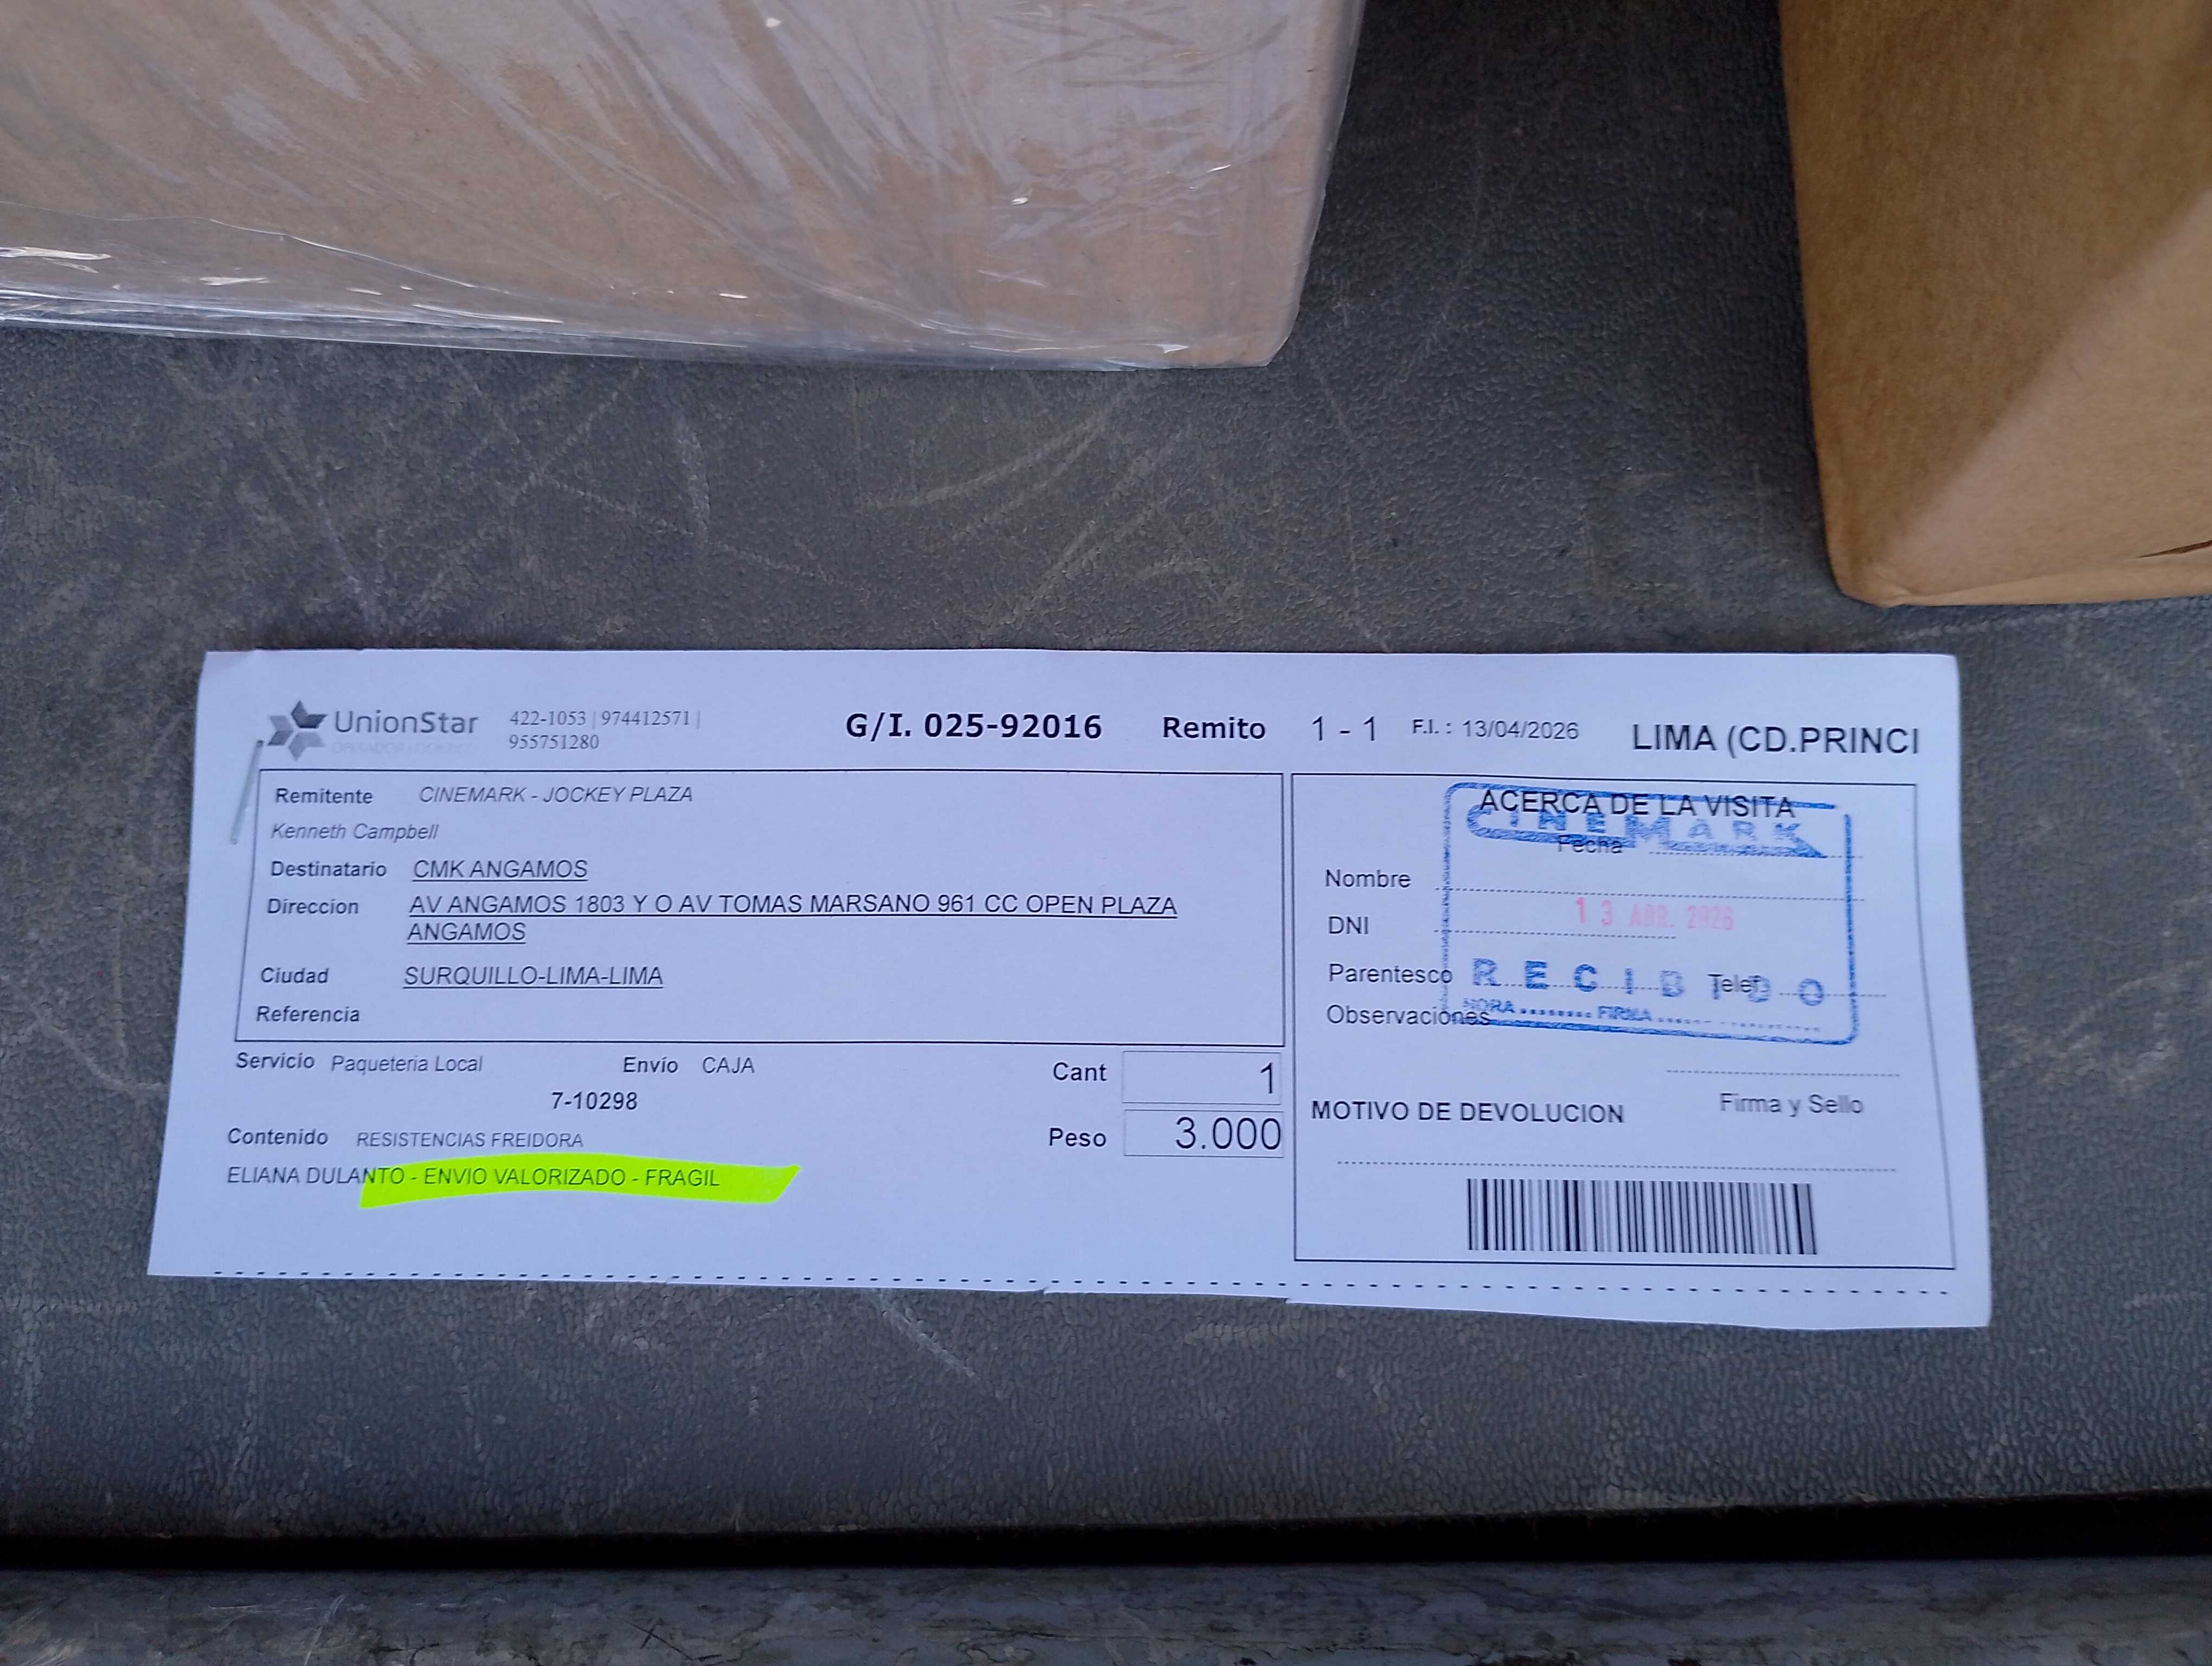 UnionStar
422-1053 | 974412571 |
955751280
G/I. 025-92016 Remito 1 - 1 F.I. : 13/04/2026 LIMA (CD.PRINCI
Remitente CINEMARK - JOCKEY PLAZA
Kenneth Campbell
Destinatario CMK ANGAMOS
Direccion AV ANGAMOS 1803 Y O AV TOMAS MARSANO 961 CC OPEN PLAZA
ANGAMOS
Ciudad SURQUILLO-LIMA-LIMA
Referencia
Servicio Paqueteria Local Envío CAJA
7-10298
Contenido RESISTENCIAS FREIDORA
ELIANA DULANTO - ENVIO VALORIZADO - FRAGIL
Cant 1
Peso 3.000
ACERCA DE LA VISITA
CINEMARK
Fecha
Nombre
DNI
13 ABR. 2026
Parentesco Telef
RECIBIDO
Observaciones
HORA ......... FIRMA
Firma y Sello
MOTIVO DE DEVOLUCION